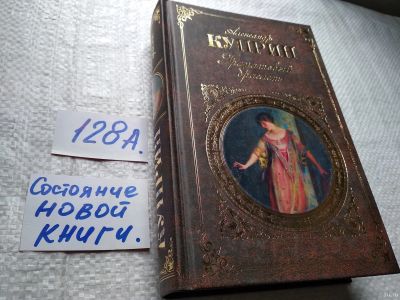 Александр
КУПРИН
Гранатовый
браслет
КУПРИН
128А.
Состояние
новой
книги.